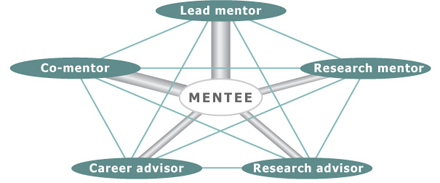 Lead mentor
Co-mentor
Research mentor
MENTEE
Career advisor
Research advisor